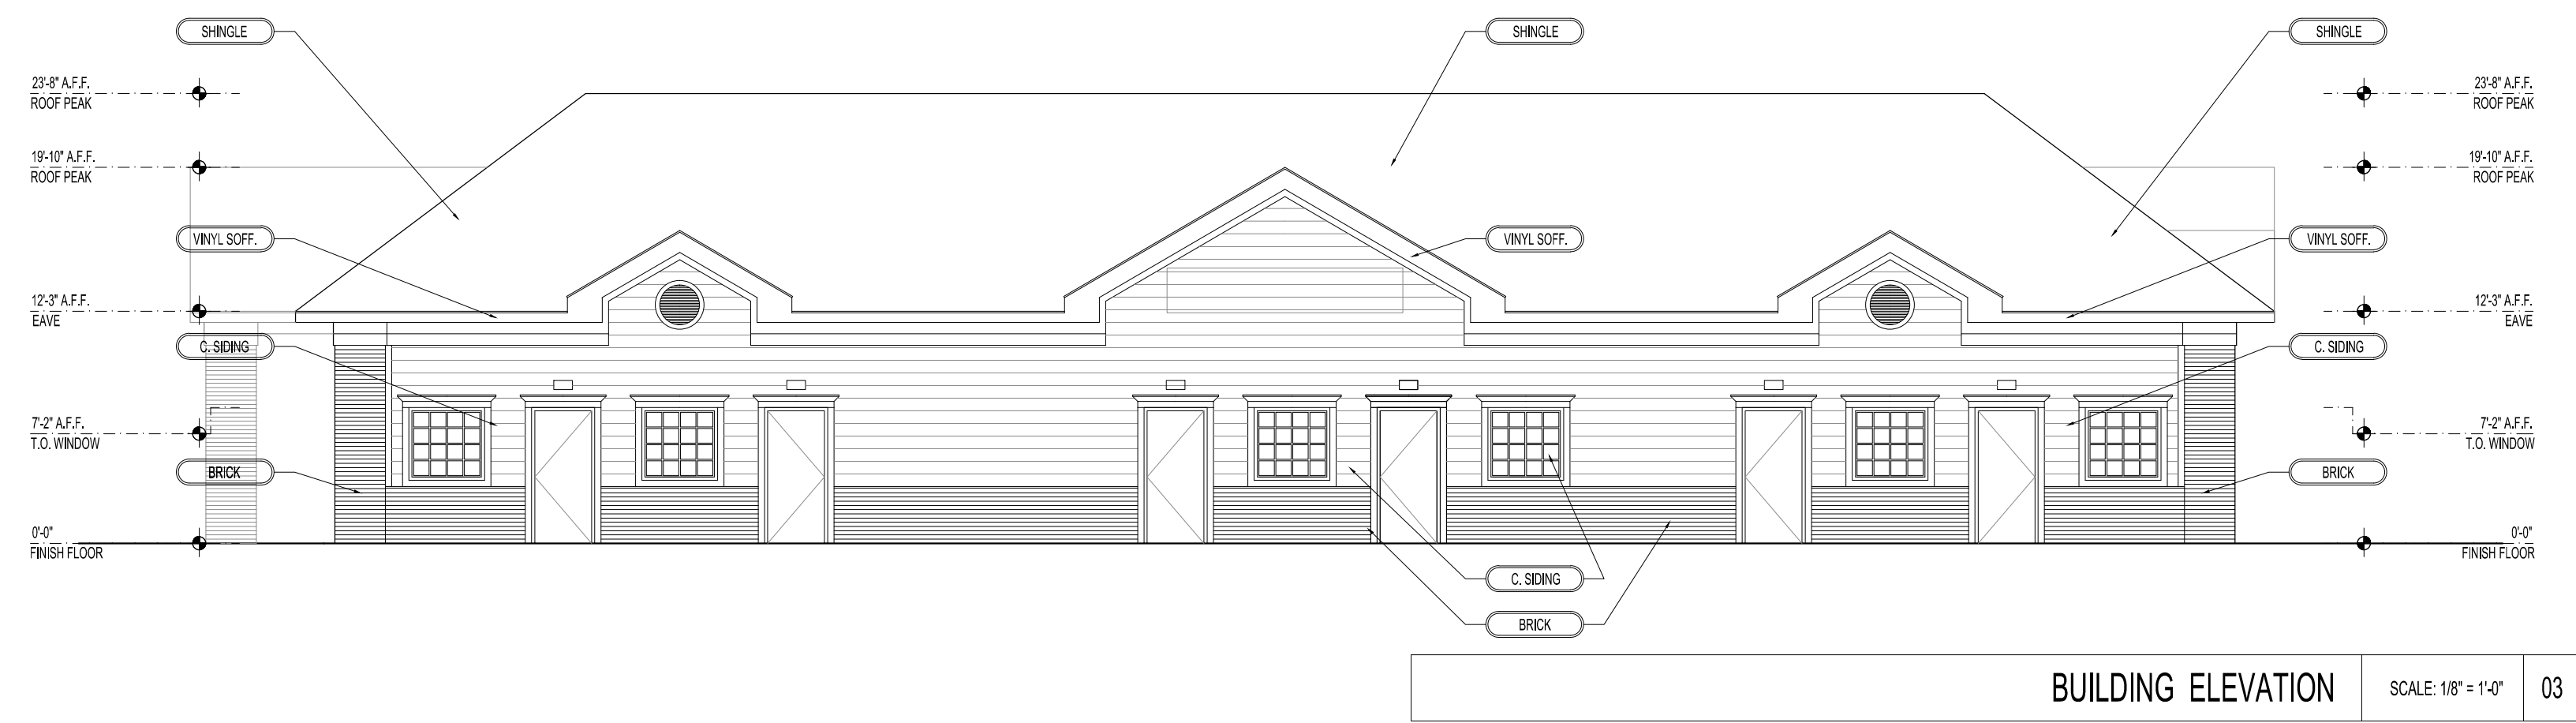 SHINGLE
SHINGLE
SHINGLE
23'-8" A.F.F.
ROOF PEAK
23'-8" A.F.F.
ROOF PEAK
19'-10" A.F.F.
ROOF PEAK
19'-10" A.F.F.
ROOF PEAK
VINYL SOFF.
VINYL SOFF.
VINYL SOFF.
12'-3" A.F.F.
EAVE
12'-3" A.F.F.
EAVE
C. SIDING
C. SIDING
7'-2" A.F.F.
T.O. WINDOW
7'-2" A.F.F.
T.O. WINDOW
BRICK
BRICK
0'-0"
FINISH FLOOR
0'-0"
FINISH FLOOR
C. SIDING
BRICK
BUILDING ELEVATION
SCALE: 1/8" = 1'-0"
03